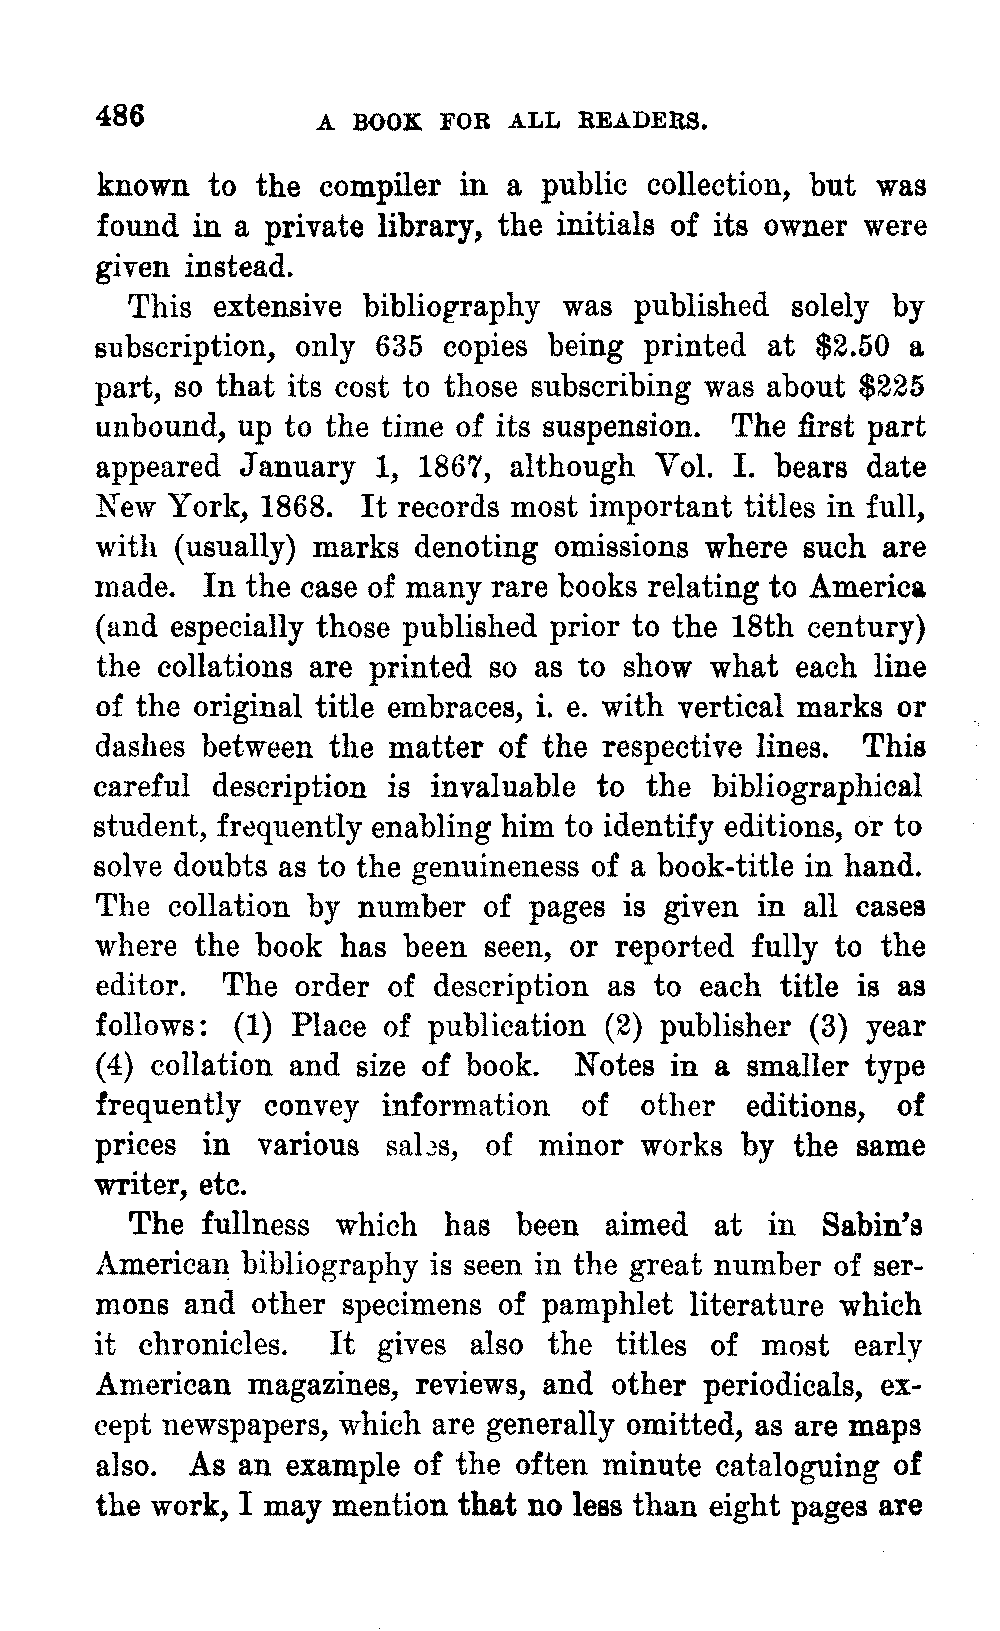 486 A BOOK FOR ALL READERS.
known to the compiler in a public collection, but was
found in a private library, the initials of its owner were
given instead.
This extensive bibliography was published solely by
subscription, only 635 copies being printed at $2.50 a
part, so that its cost to those subscribing was about $225
unbound, up to the time of its suspension. The first part
appeared January 1, 1867, although Vol. I. bears date
New York, 1868. It records most important titles in full,
with (usually) marks denoting omissions where such are
made. In the case of many rare books relating to America
(and especially those published prior to the 18th century)
the collations are printed so as to show what each line
of the original title embraces, i. e. with vertical marks or
dashes between the matter of the respective lines. This
careful description is invaluable to the bibliographical
student, frequently enabling him to identify editions, or to
solve doubts as to the genuineness of a book-title in hand.
The collation by number of pages is given in all cases
where the book has been seen, or reported fully to the
editor. The order of description as to each title is as
follows: (1) Place of publication (2) publisher (3) year
(4) collation and size of book. Notes in a smaller type
frequently convey information of other editions, of
prices in various sales, of minor works by the same
writer, etc.
The fullness which has been aimed at in Sabin's
American bibliography is seen in the great number of ser-
mons and other specimens of pamphlet literature which
it chronicles. It gives also the titles of most early
American magazines, reviews, and other periodicals, ex-
cept newspapers, which are generally omitted, as are maps
also. As an example of the often minute cataloguing of
the work, I may mention that no less than eight pages are